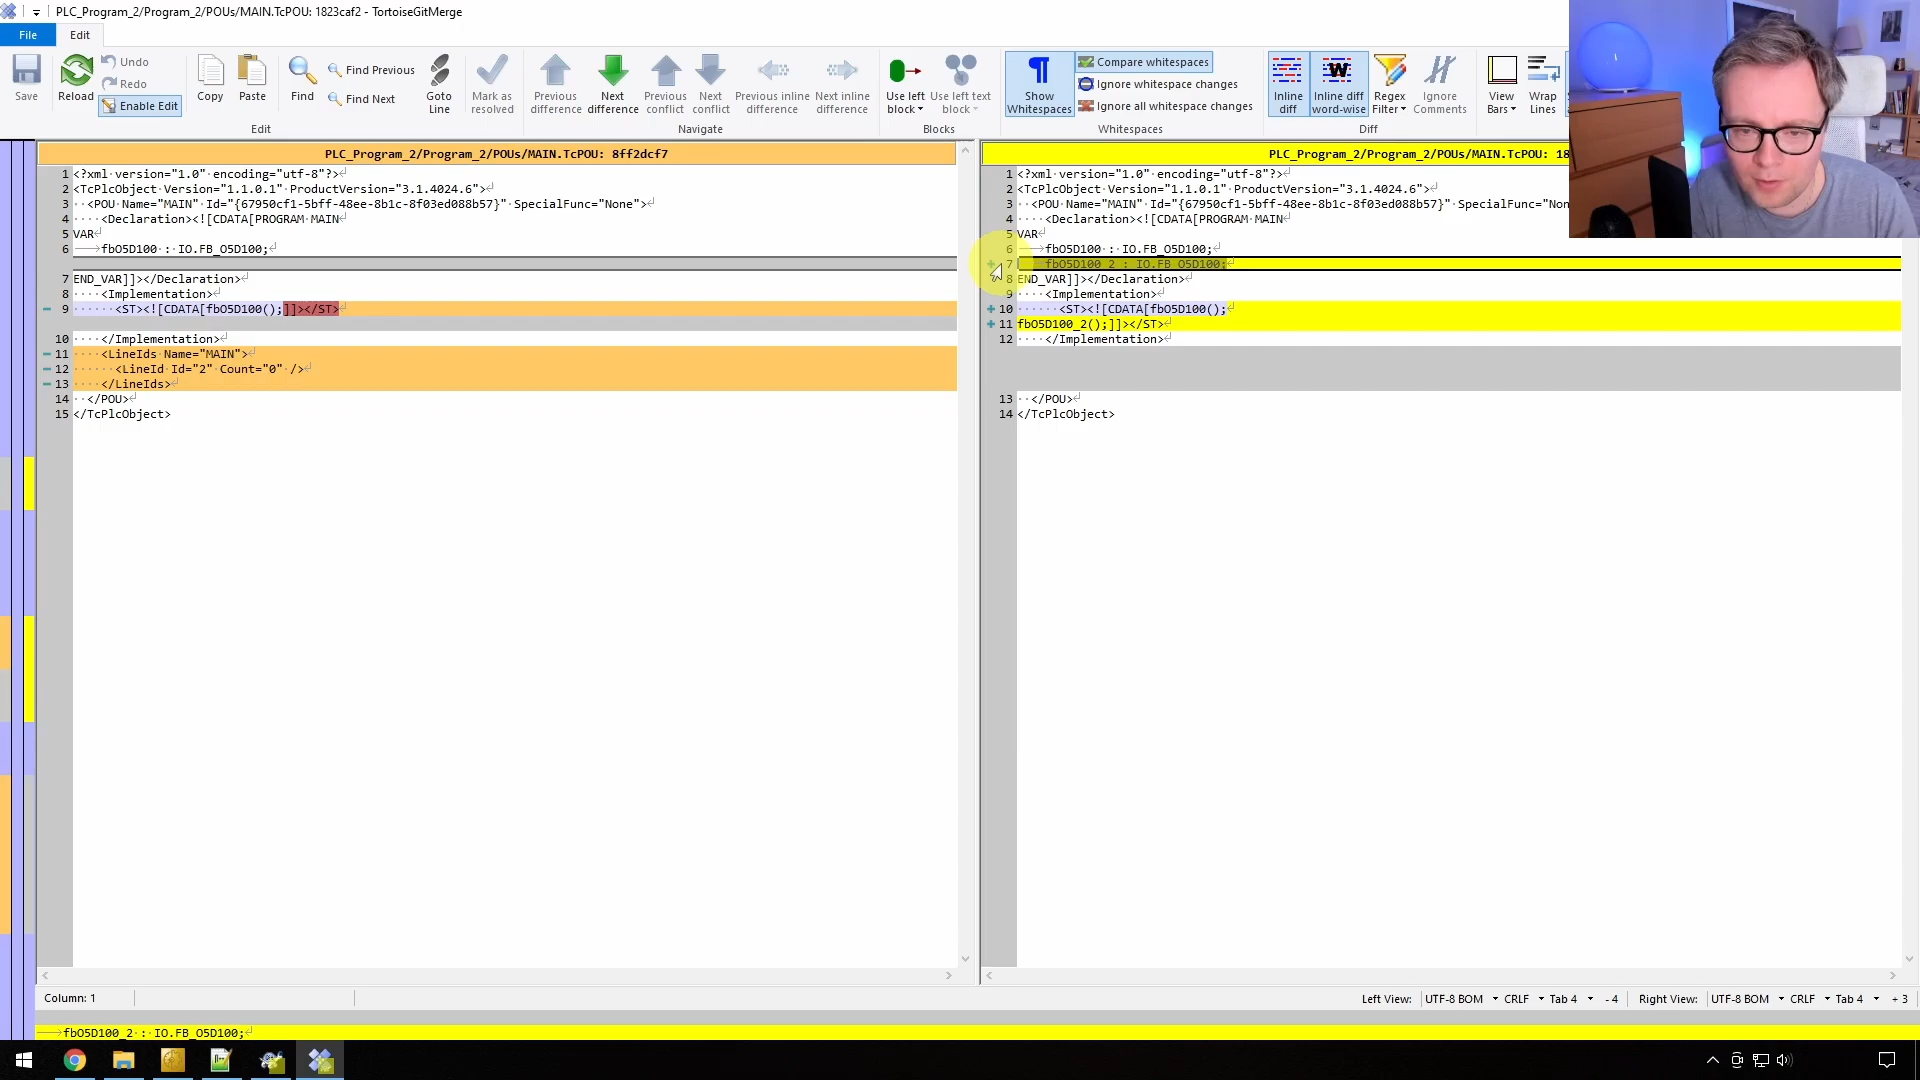 PLC_Program_2/Program_2/POUs/MAIN.TcPOU: 1823caf2 - TortoiseGitMerge
File
Edit
Save
Reload
Undo
Redo
Enable Edit
Copy
Paste
Find
Find Previous
Find Next
Goto Line
Mark as resolved
Previous difference
Next difference
Previous conflict
Next conflict
Previous inline difference
Next inline difference
Use left block
Use left text block
Show Whitespaces
Compare whitespaces
Ignore whitespace changes
Ignore all whitespace changes
Inline diff
Inline diff word-wise
Regex Filter
Ignore Comments
View Bars
Wrap Lines
Edit
Navigate
Blocks
Whitespaces
Diff
PLC_Program_2/Program_2/POUs/MAIN.TcPOU: 8ff2dcf7
1 <?xml version="1.0" encoding="utf-8"?>
2 <TcPlcObject Version="1.1.0.1" ProductVersion="3.1.4024.6">
3 <POU Name="MAIN" Id="{67950cf1-5bff-48ee-8b1c-8f03ed088b57}" SpecialFunc="None">
4 <Declaration><![CDATA[PROGRAM MAIN
5 VAR
6 fbO5D100 : IO.FB_O5D100;
7 END_VAR]]></Declaration>
8 <Implementation>
9 <ST><![CDATA[fbO5D100();]]></ST>
10 </Implementation>
11 <LineIds Name="MAIN">
12 <LineId Id="2" Count="0" />
13 </LineIds>
14 </POU>
15 </TcPlcObject>
PLC_Program_2/Program_2/POUs/MAIN.TcPOU: 18
1 <?xml version="1.0" encoding="utf-8"?>
2 <TcPlcObject Version="1.1.0.1" ProductVersion="3.1.4024.6">
3 <POU Name="MAIN" Id="{67950cf1-5bff-48ee-8b1c-8f03ed088b57}" SpecialFunc="Non
4 <Declaration><![CDATA[PROGRAM MAIN
5 VAR
6 fbO5D100 : IO.FB_O5D100;
7 fbO5D100_2 : IO.FB_O5D100;
8 END_VAR]]></Declaration>
9 <Implementation>
10 <ST><![CDATA[fbO5D100();
11 fbO5D100_2();]]></ST>
12 </Implementation>
13 </POU>
14 </TcPlcObject>
Column: 1
Left View: UTF-8 BOM CRLF Tab 4 - 4 Right View: UTF-8 BOM CRLF Tab 4 + 3
fbO5D100_2 : IO.FB_O5D100;